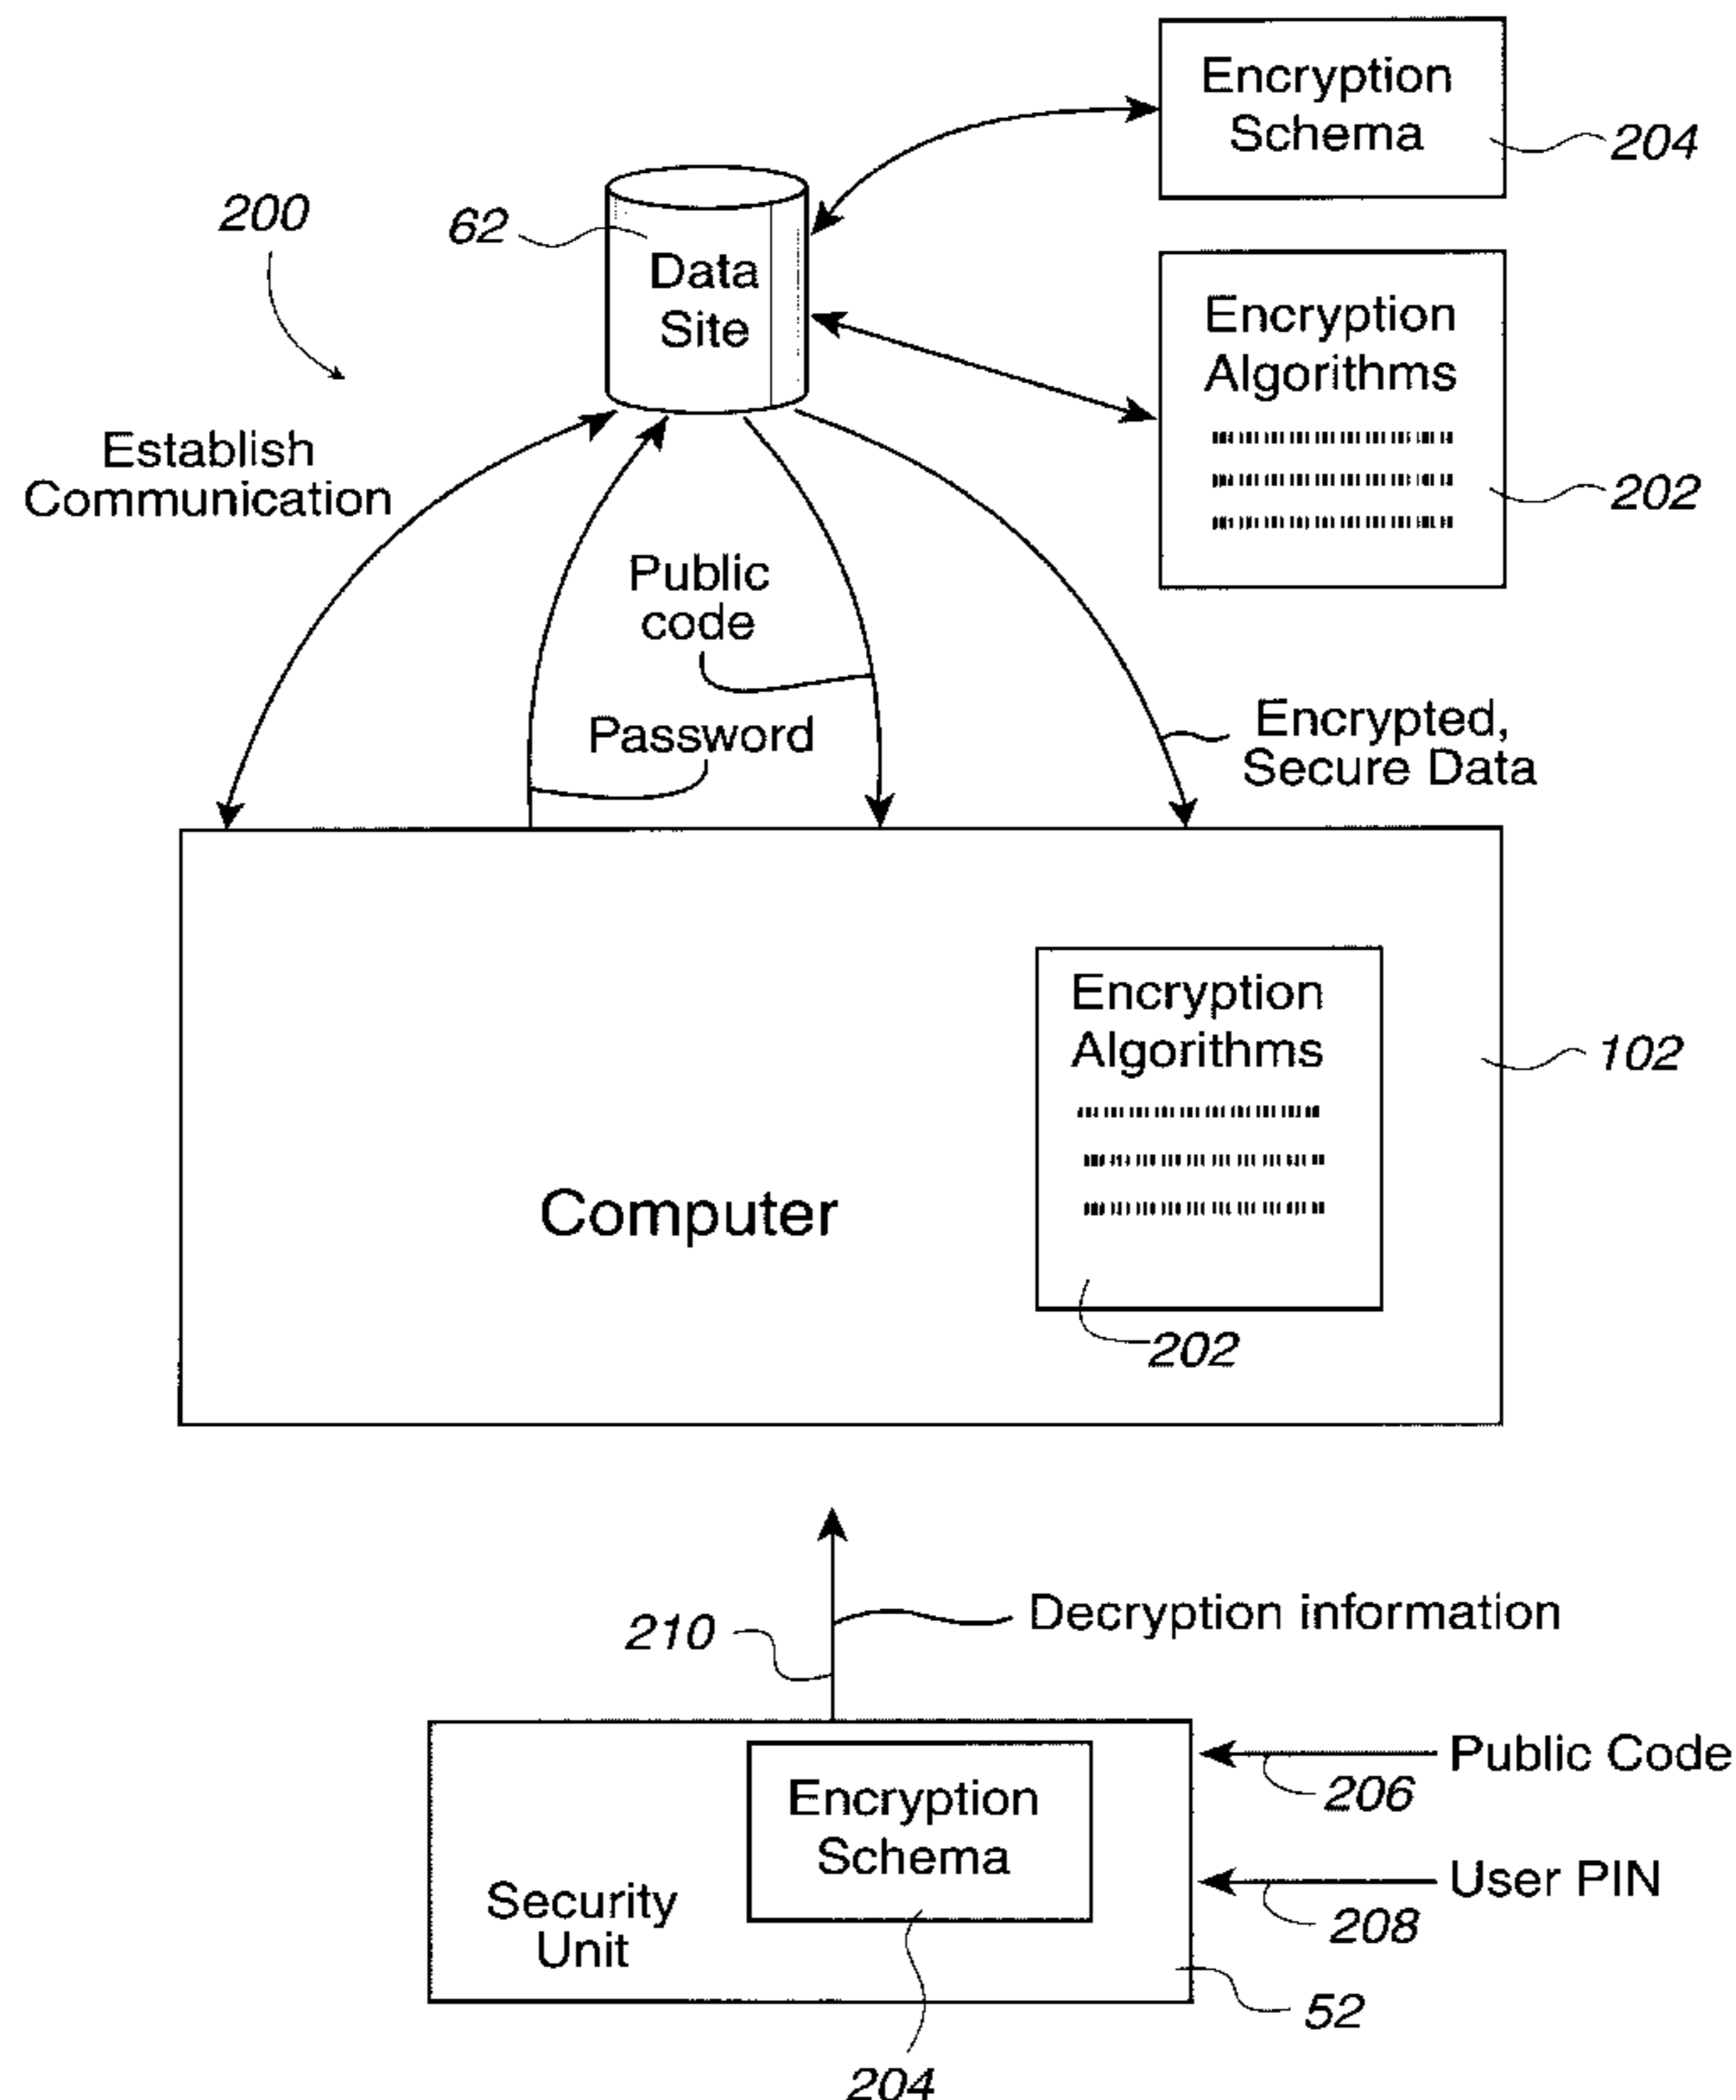 Encryption
Schema
204
200
62
Data
Site
Encryption
Algorithms
202
Establish
Communication
Public
code
Password
Encrypted,
Secure Data
Encryption
Algorithms
102
Computer
202
Decryption information
210
Public Code
206
Encryption
Schema
User PIN
208
Security
Unit
52
204